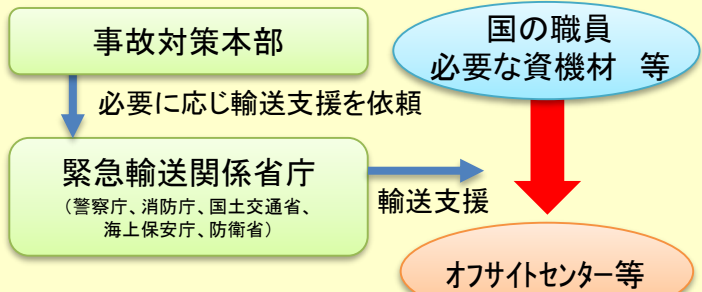 事故対策本部
国の職員
必要な資機材　等
必要に応じ輸送支援を依頼
緊急輸送関係省庁
（警察庁、消防庁、国土交通省、
海上保安庁、防衛省）
輸送支援
オフサイトセンター等